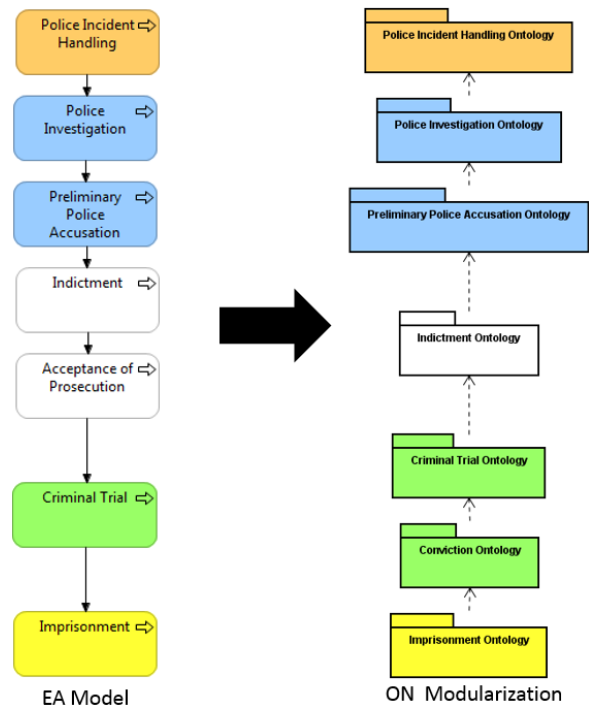 Police Incident
Handling
Police
Investigation
Preliminary
Police
Accusation
Indictment
Acceptance of
Prosecution
Criminal Trial
Imprisonment
EA Model
Police Incident Handling Ontology
Police Investigation Ontology
Preliminary Police Accusation Ontology
Indictment Ontology
Criminal Trial Ontology
Conviction Ontology
Imprisonment Ontology
ON Modularization